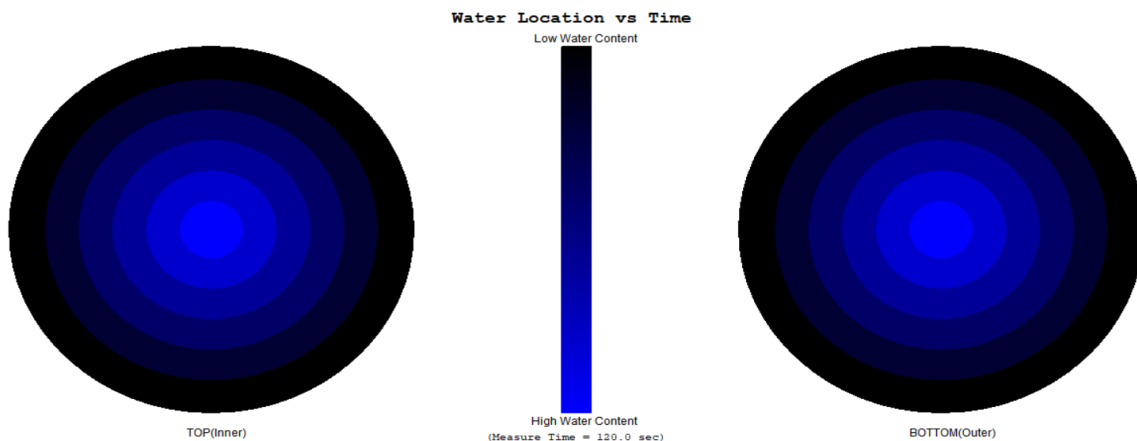 Water Location vs Time
Low Water Content
High Water Content
(Measure Time = 120.0 sec)
TOP(Inner)
BOTTOM(Outer)